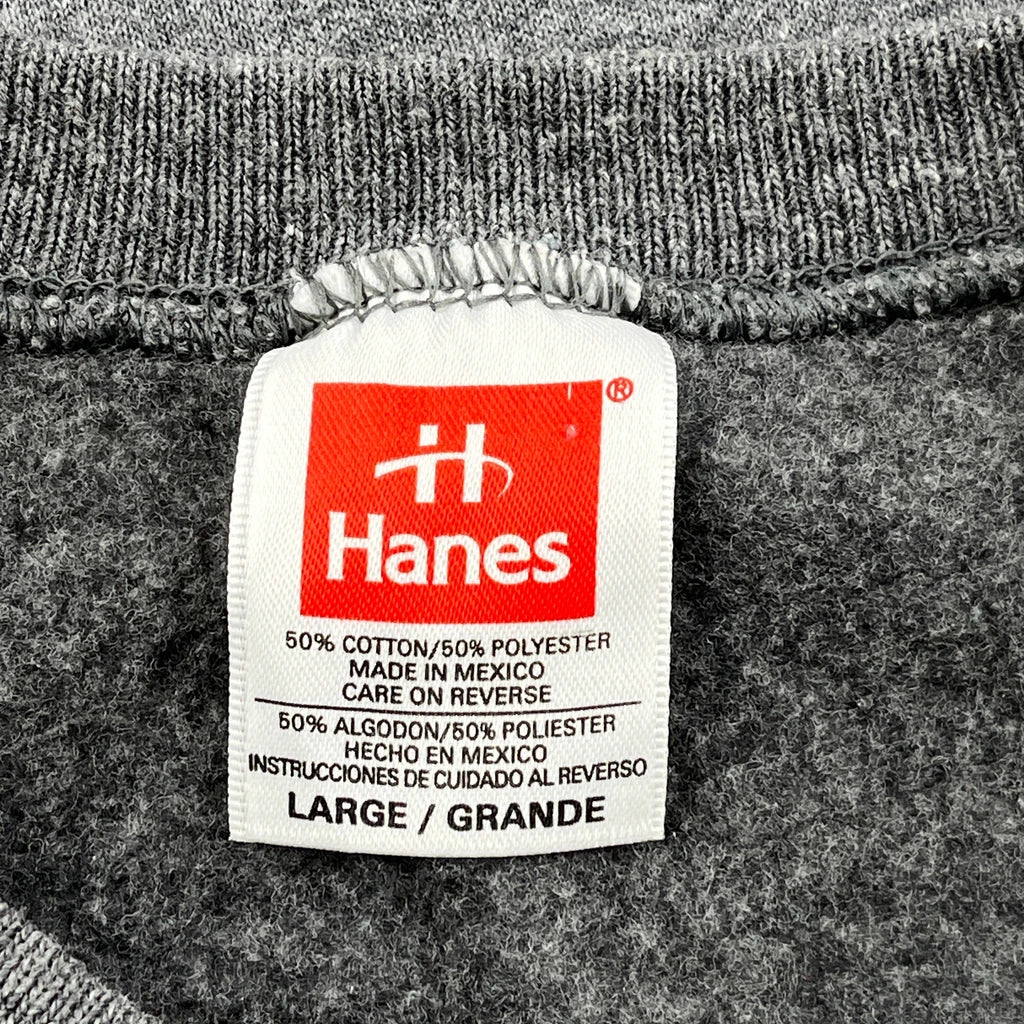 H
®
Hanes
50% COTTON/50% POLYESTER
MADE IN MEXICO
CARE ON REVERSE
50% ALGODON/50% POLIESTER
HECHO EN MEXICO
INSTRUCCIONES DE CUIDADO AL REVERSO
LARGE / GRANDE